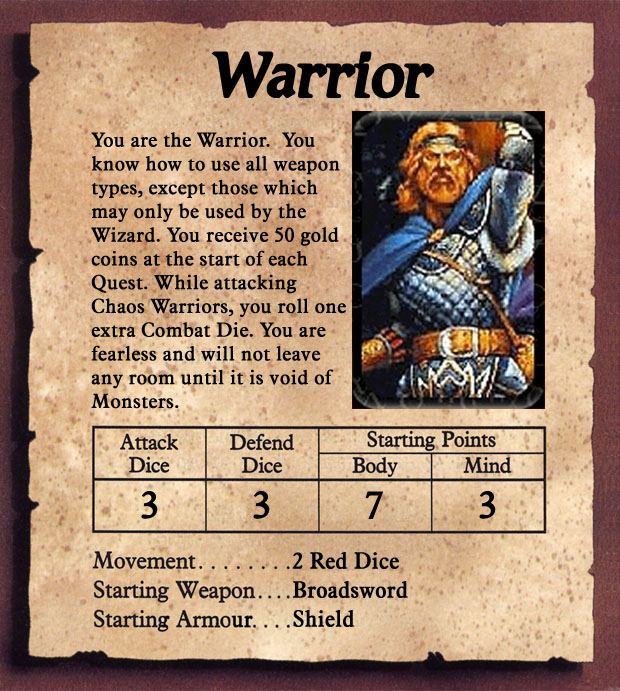 Warrior
You are the Warrior.  You
know how to use all weapon
types, except those which
may only be used by the
Wizard. You receive 50 gold
coins at the start of each
Quest. While attacking
Chaos Warriors, you roll one
extra Combat Die. You are
fearless and will not leave
any room until it is void of
Monsters.
Attack Dice
Defend Dice
Starting Points
Body Mind
3 3 7 3
Movement........2 Red Dice
Starting Weapon....Broadsword
Starting Armour....Shield